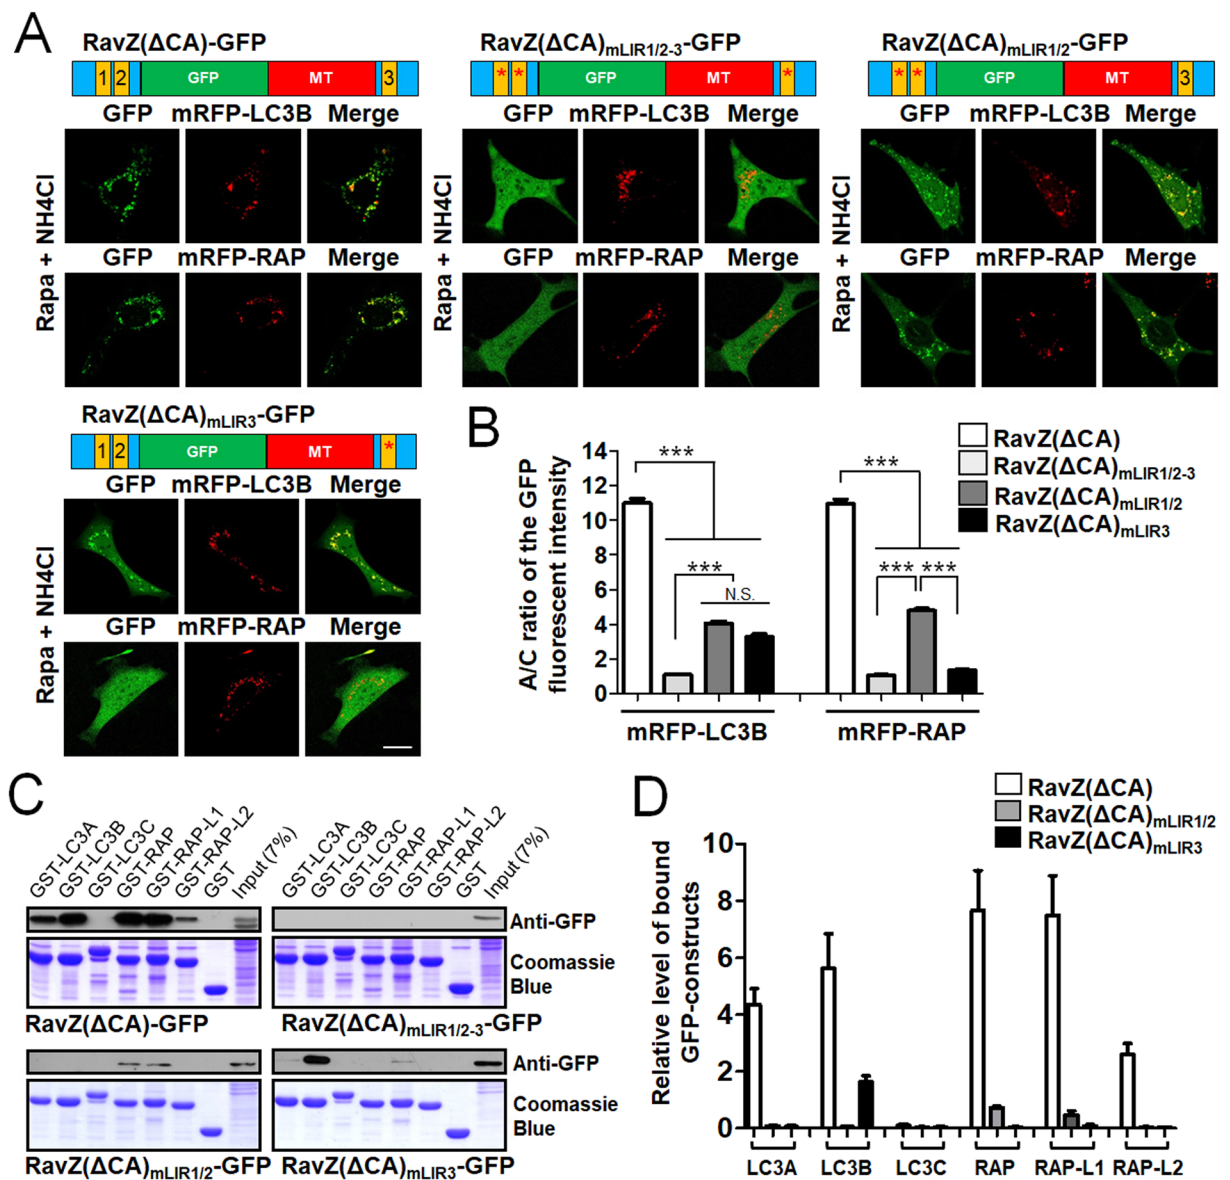 A
RavZ(ΔCA)-GFP
1 2 GFP MT 3
GFP mRFP-LC3B Merge
Rapa + NH4Cl
GFP mRFP-RAP Merge
RavZ(ΔCA)mLIR1/2-3-GFP
* * GFP MT *
GFP mRFP-LC3B Merge
Rapa + NH4Cl
GFP mRFP-RAP Merge
RavZ(ΔCA)mLIR1/2-GFP
* * GFP MT 3
GFP mRFP-LC3B Merge
Rapa + NH4Cl
GFP mRFP-RAP Merge
RavZ(ΔCA)mLIR3-GFP
1 2 GFP MT *
GFP mRFP-LC3B Merge
Rapa + NH4Cl
GFP mRFP-RAP Merge
B
RavZ(ΔCA)
RavZ(ΔCA)mLIR1/2-3
RavZ(ΔCA)mLIR1/2
RavZ(ΔCA)mLIR3
A/C ratio of the GFP
fluorescent intensity
14
12
10
8
6
4
2
0
*** ***
*** *** ***
N.S.
mRFP-LC3B mRFP-RAP
C
GST-LC3A GST-LC3B GST-LC3C GST-RAP GST-RAP-L1 GST-RAP-L2 GST Input (7%)
GST-LC3A GST-LC3B GST-LC3C GST-RAP GST-RAP-L1 GST-RAP-L2 GST Input (7%)
Anti-GFP
Coomassie
Blue
RavZ(ΔCA)-GFP RavZ(ΔCA)mLIR1/2-3-GFP
Anti-GFP
Coomassie
Blue
RavZ(ΔCA)mLIR1/2-GFP RavZ(ΔCA)mLIR3-GFP
D
RavZ(ΔCA)
RavZ(ΔCA)mLIR1/2
RavZ(ΔCA)mLIR3
Relative level of bound
GFP-constructs
10
8
6
4
2
0
LC3A LC3B LC3C RAP RAP-L1 RAP-L2